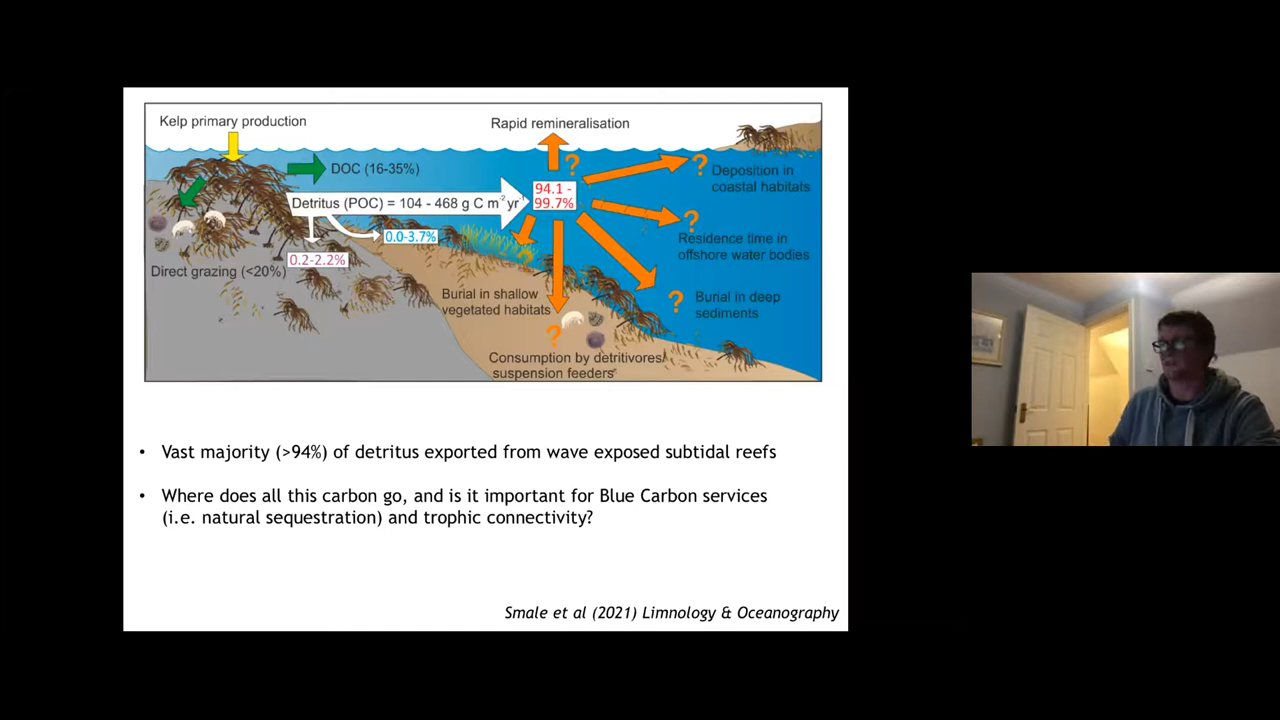 Kelp primary production
Rapid remineralisation
DOC (16-35%)
?
?
Deposition in
coastal habitats
94.1 -
99.7%
Detritus (POC) = 104 - 468 g C m⁻² yr⁻¹
?
0.0-3.7%
Residence time in
offshore water bodies
0.2-2.2%
Direct grazing (<20%)
Burial in shallow
vegetated habitats
?
Burial in deep
sediments
?
Consumption by detritivores/
suspension feeders
• Vast majority (>94%) of detritus exported from wave exposed subtidal reefs
• Where does all this carbon go, and is it important for Blue Carbon services
(i.e. natural sequestration) and trophic connectivity?
Smale et al (2021) Limnology & Oceanography